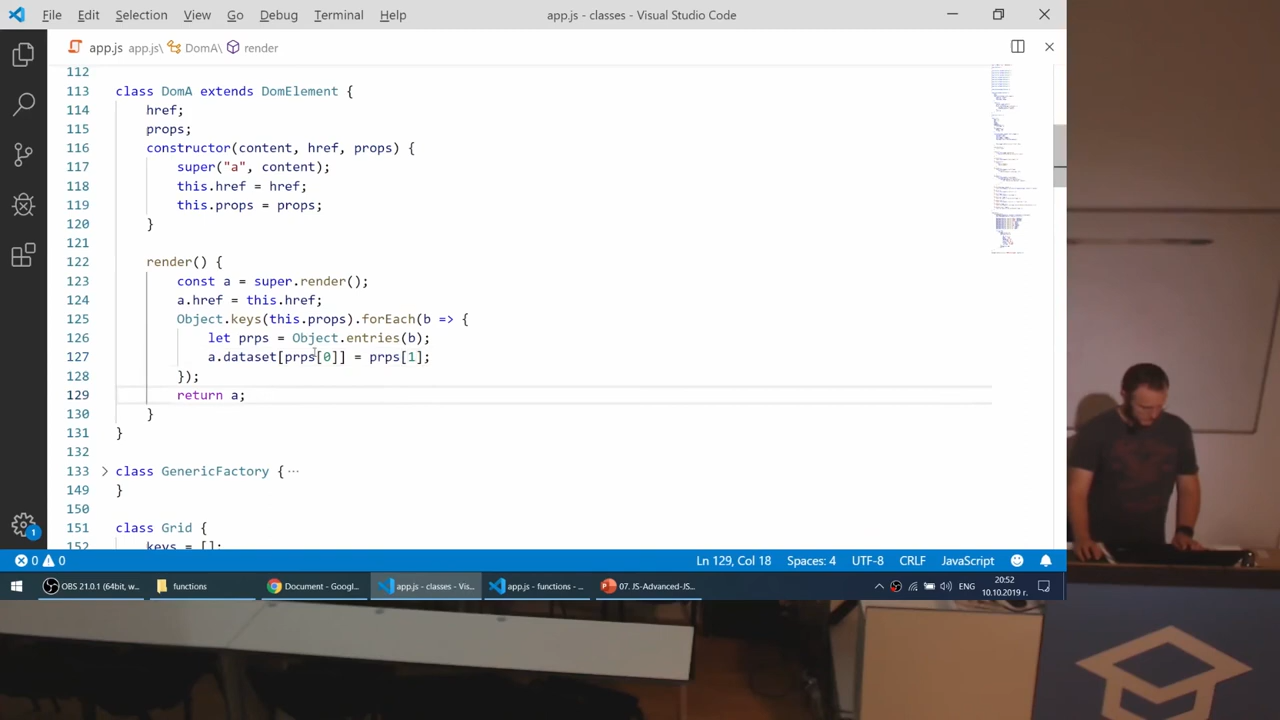 File Edit Selection View Go Debug Terminal Help
app.js - classes - Visual Studio Code
app.js app.js\ DomA\ render
112
113 class DomA extends DomElement {
114 href;
115 props;
116 constructor (content, href, props) {
117 super("a", content);
118 this.href = href;
119 this.props = props;
120 }
121
122 render() {
123 const a = super.render();
124 a.href = this.href;
125 Object.keys(this.props).forEach(b => {
126 let prps = Object.entries(b);
127 a.dataset[prps[0]] = prps[1];
128 });
129 return a;
130 }
131 }
132
133 class GenericFactory { ...
149 }
150
151 class Grid {
152 keys = [];
0 0
Ln 129, Col 18 Spaces: 4 UTF-8 CRLF JavaScript
1
OBS 21.0.1 (64bit, w... functions Document - Googl... app.js - classes - Vis... app.js - functions - ... 07. JS-Advanced-JS... ENG 20:52
10.10.2019 г.